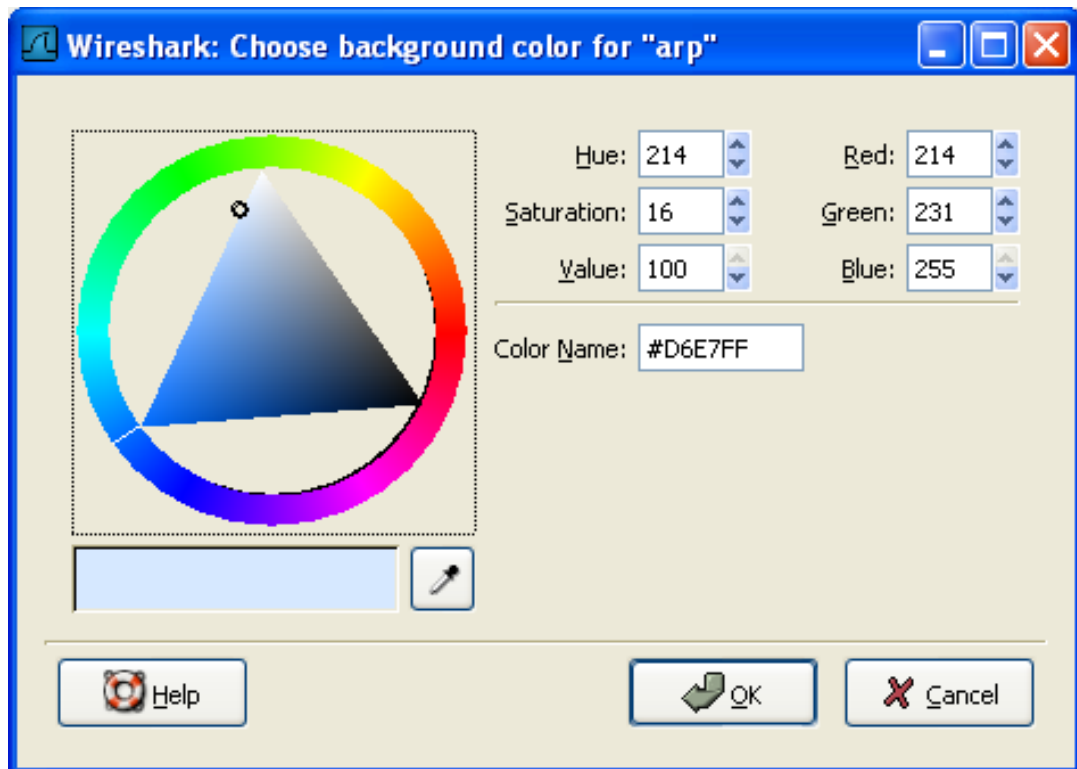 Wireshark: Choose background color for "arp"
Hue: 214 Red: 214
Saturation: 16 Green: 231
Value: 100 Blue: 255
Color Name: #D6E7FF
Help OK Cancel